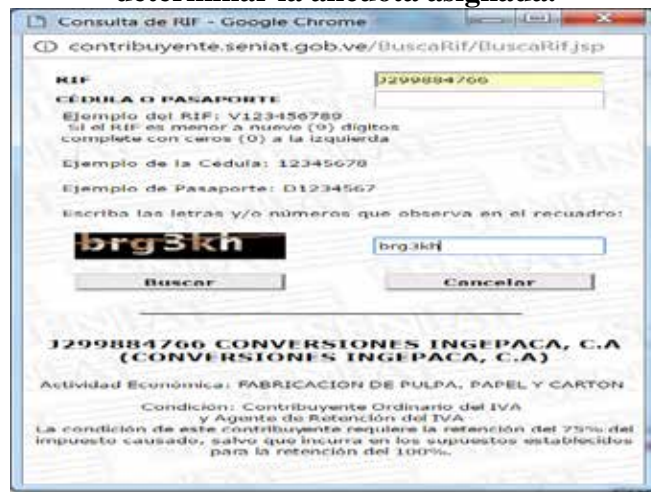 determinar la alícuota asignada.
Consulta de RIF - Google Chrome
contribuyente.seniat.gob.ve/BuscaRif/BuscaRif.jsp
RIF
J299884766
CÉDULA O PASAPORTE
Ejemplo del RIF: V123456789
Si el RIF es menor a nueve (9) dígitos
complete con ceros (0) a la izquierda
Ejemplo de la Cedula: 12345678
Ejemplo de Pasaporte: D1234567
Escriba las letras y/o números que observa en el recuadro:
brg3kh
brg3kh
Buscar
Cancelar
J299884766 CONVERSIONES INGEPACA, C.A
(CONVERSIONES INGEPACA, C.A)
Actividad Económica: FABRICACION DE PULPA, PAPEL Y CARTON
Condición: Contribuyente Ordinario del IVA
y Agente de Retención del IVA
La condición de este contribuyente requiere la retención del 75% del
impuesto causado, salvo que incurra en los supuestos establecidos
para la retención del 100%.